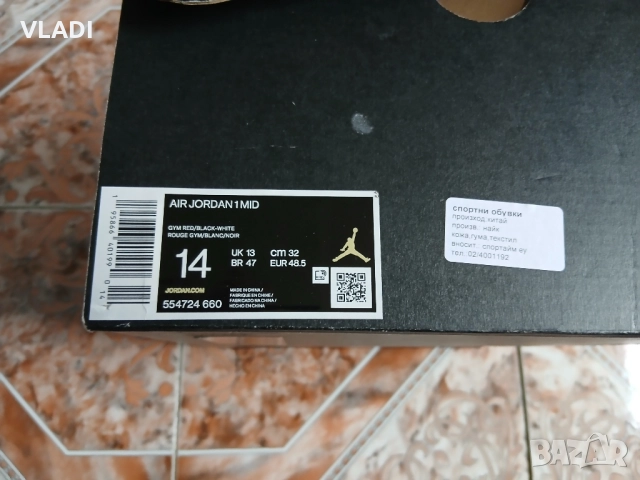 VLADI
AIR JORDAN 1 MID
GYM RED/BLACK-WHITE
ROUGE GYM/BLANC/NOIR
14
UK 13
CM 32
BR 47
EUR 48.5
JORDAN.COM
554724 660
MADE IN CHINA /
FABRIQUE EN CHINE /
FABRICADO NA CHINA /
HECHO EN CHINA
спортни обувки
произход китай
произв: найк
кожа,гума,текстил
вносит: спортайм еу
тел.:02/4001192
BAZAR